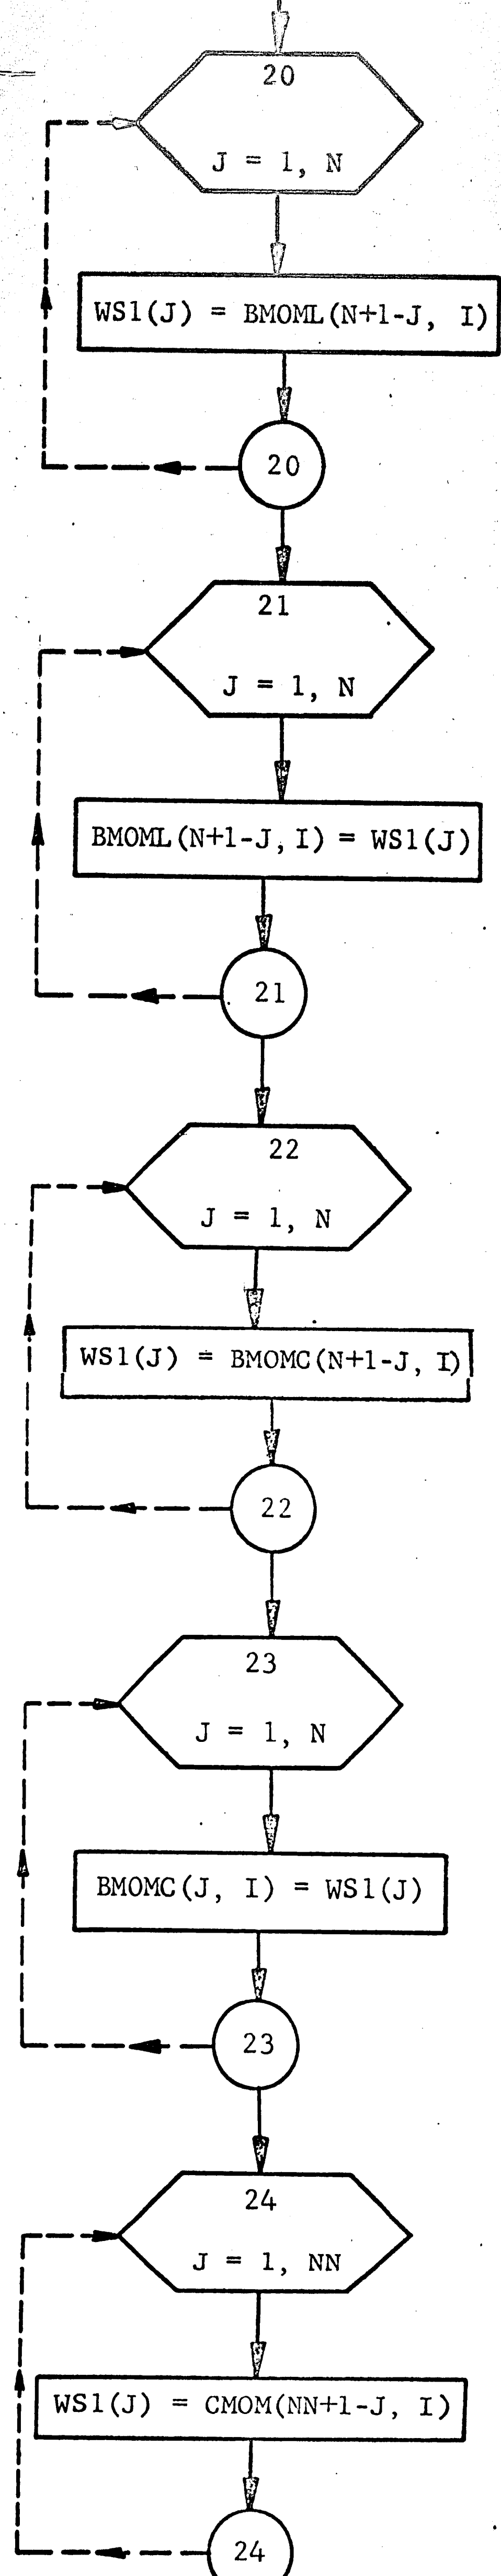 20
J = 1, N
WS1(J) = BMOML(N+1-J, I)
20
21
J = 1, N
BMOML(N+1-J, I) = WS1(J)
21
22
J = 1, N
WS1(J) = BMOMC(N+1-J, I)
22
23
J = 1, N
BMOMC(J, I) = WS1(J)
23
24
J = 1, NN
WS1(J) = CMOM(NN+1-J, I)
24